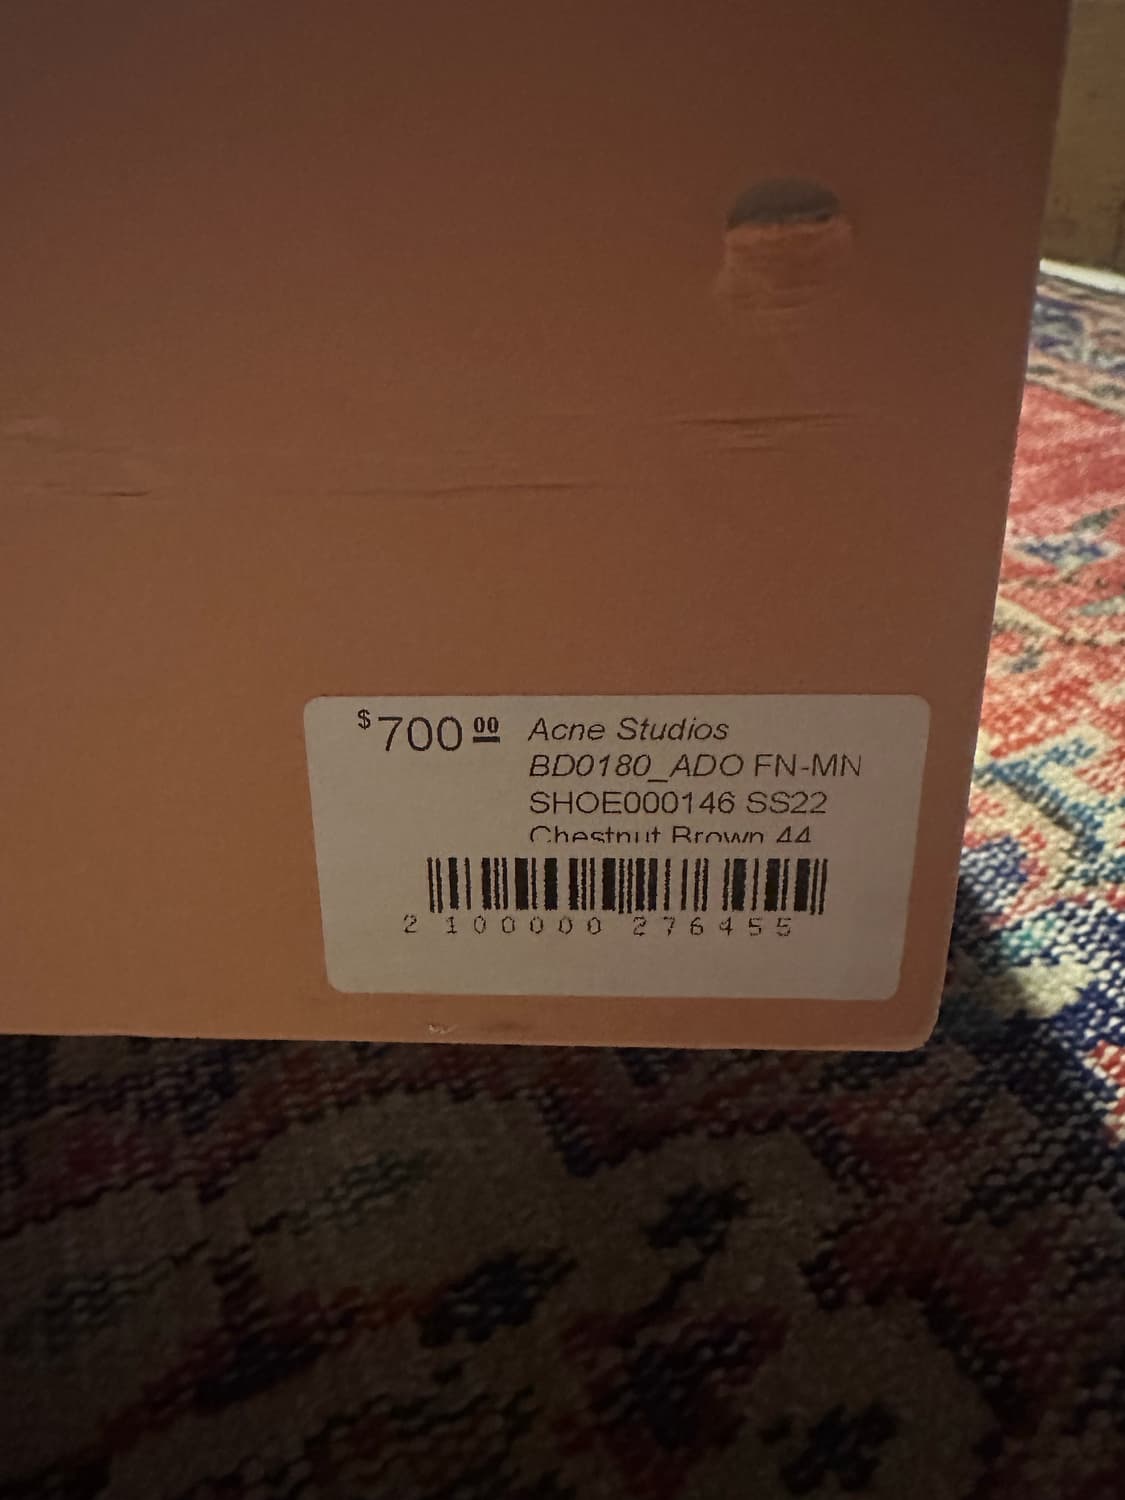 $700.00 Acne Studios
BD0180_ADO FN-MN
SHOE000146 SS22
Chestnut Brown 44
2 100000 276455